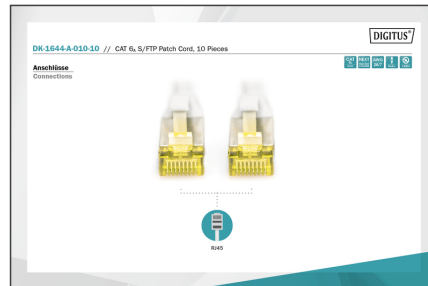 DIGITUS®
DK-1644-A-010-10 // CAT 6A S/FTP Patch Cord, 10 Pieces
Anschlüsse
Connections
RJ45